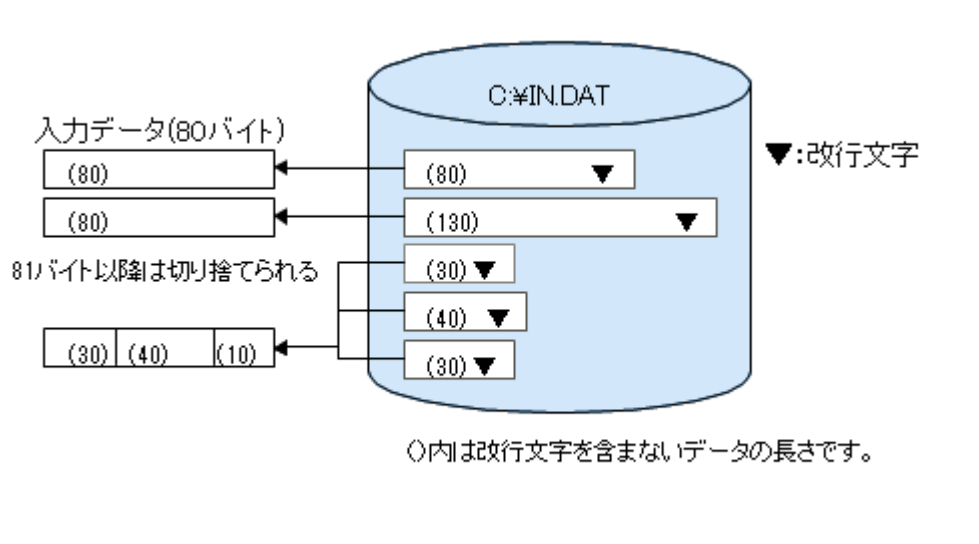 C:¥IN.DAT
入力データ(80バイト)
▼:改行文字
(80)
(80) ▼
(80)
(130) ▼
81バイト以降は切り捨てられる
(30) ▼
(40) ▼
(30) (40) (10)
(30) ▼
()内は改行文字を含まないデータの長さです。